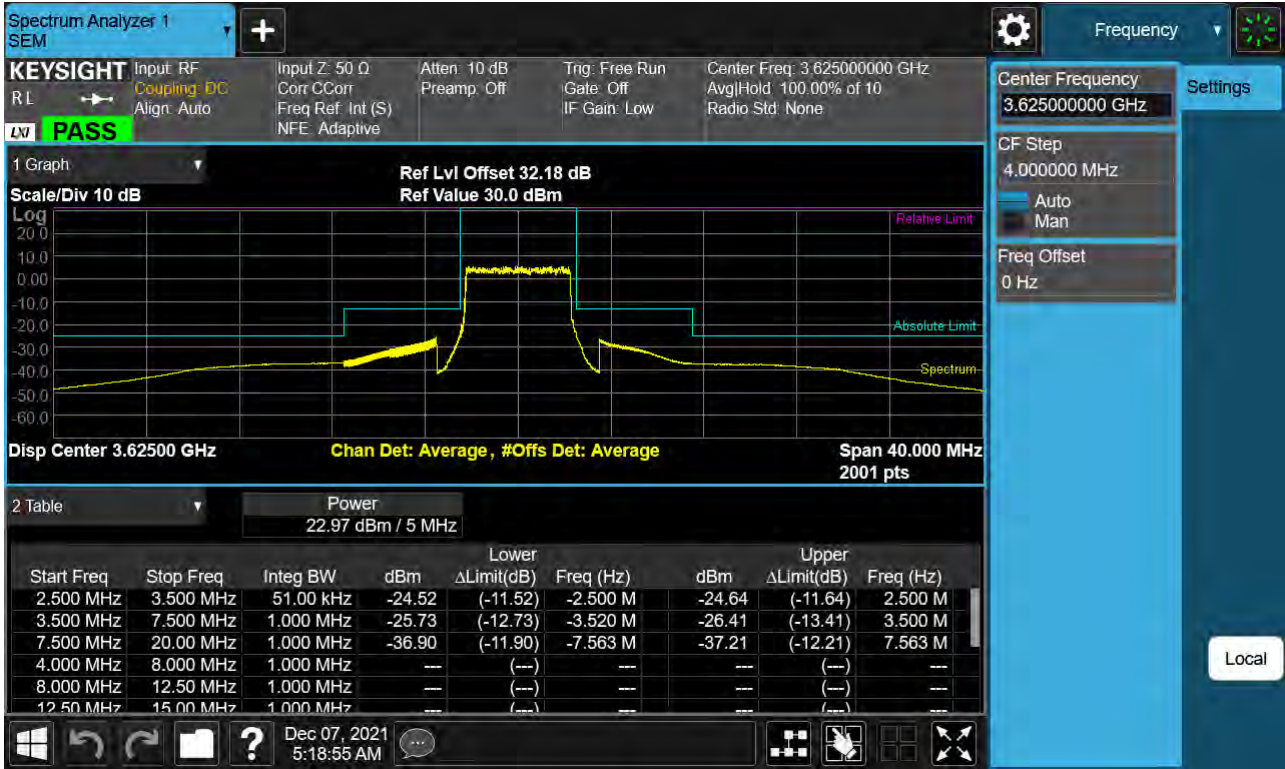 Spectrum Analyzer 1
SEM
Frequency
KEYSIGHT
R L
LXI PASS
Input: RF
Coupling: DC
Align: Auto
Input Z: 50 Ω
Corr CCorr
Freq Ref: Int (S)
NFE: Adaptive
Atten: 10 dB
Preamp: Off
Trig: Free Run
Gate: Off
IF Gain: Low
Center Freq: 3.625000000 GHz
Avg|Hold: 100.00% of 10
Radio Std: None
Center Frequency
3.625000000 GHz
Settings
CF Step
4.000000 MHz
Auto
Man
Freq Offset
0 Hz
Local
1 Graph
Scale/Div 10 dB
Ref Lvl Offset 32.18 dB
Ref Value 30.0 dBm
Log
20.0
10.0
0.00
-10.0
-20.0
-30.0
-40.0
-50.0
-60.0
Relative Limit
Absolute Limit
Spectrum
Disp Center 3.62500 GHz
Chan Det: Average , #Offs Det: Average
Span 40.000 MHz
2001 pts
2 Table
Power
22.97 dBm / 5 MHz
Lower Upper
Start Freq Stop Freq Integ BW dBm ΔLimit(dB) Freq (Hz) dBm ΔLimit(dB) Freq (Hz)
2.500 MHz 3.500 MHz 51.00 kHz -24.52 (-11.52) -2.500 M -24.64 (-11.64) 2.500 M
3.500 MHz 7.500 MHz 1.000 MHz -25.73 (-12.73) -3.520 M -26.41 (-13.41) 3.500 M
7.500 MHz 20.00 MHz 1.000 MHz -36.90 (-11.90) -7.563 M -37.21 (-12.21) 7.563 M
4.000 MHz 8.000 MHz 1.000 MHz --- (---) --- --- (---) ---
8.000 MHz 12.50 MHz 1.000 MHz --- (---) --- --- (---) ---
12.50 MHz 15.00 MHz 1.000 MHz --- (---) --- --- (---) ---
Dec 07, 2021
5:18:55 AM